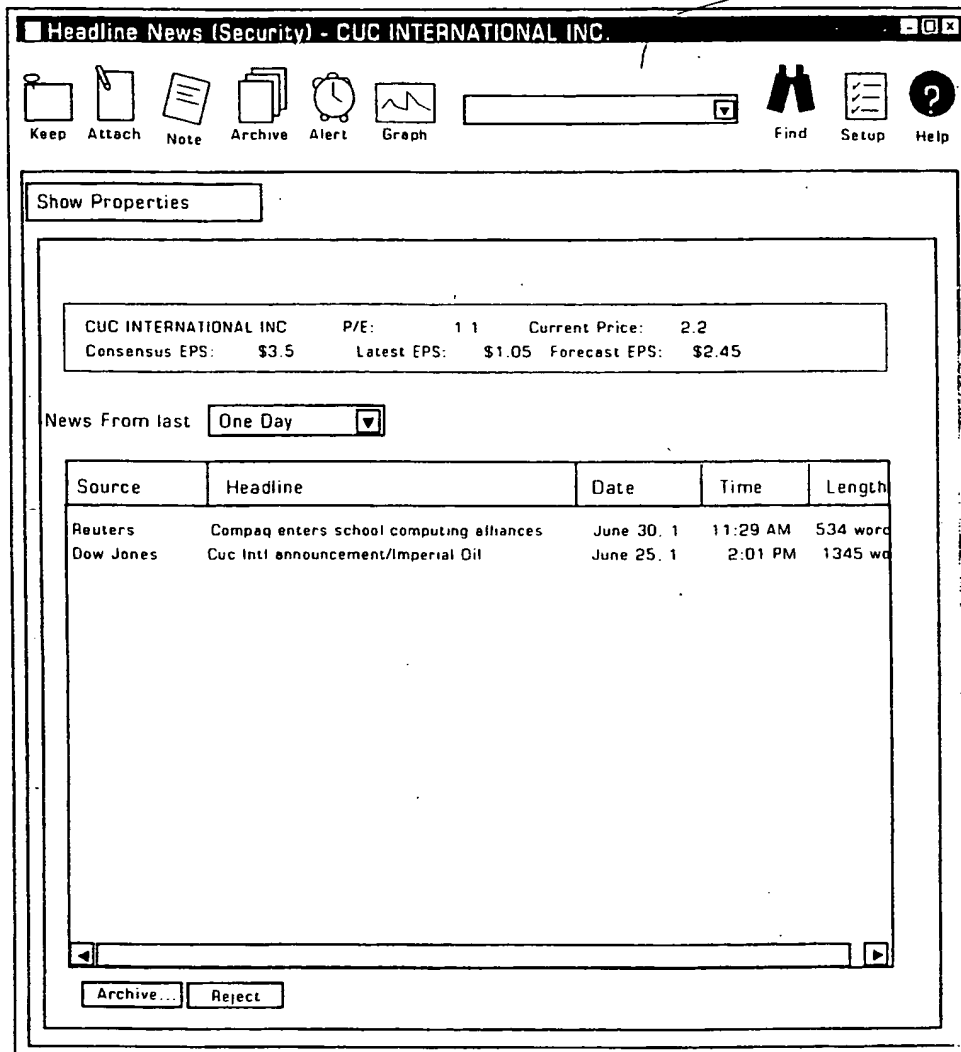 Headline News (Security) - CUC INTERNATIONAL INC.
Keep Attach Note Archive Alert Graph Find Setup Help
Show Properties
CUC INTERNATIONAL INC P/E: 1 1 Current Price: 2.2
Consensus EPS: $3.5 Latest EPS: $1.05 Forecast EPS: $2.45
News From last One Day
Source Headline Date Time Length
Reuters Compaq enters school computing alliances June 30, 1 11:29 AM 534 word
Dow Jones Cuc Intl announcement/Imperial Oil June 25, 1 2:01 PM 1345 wo
Archive... Reject